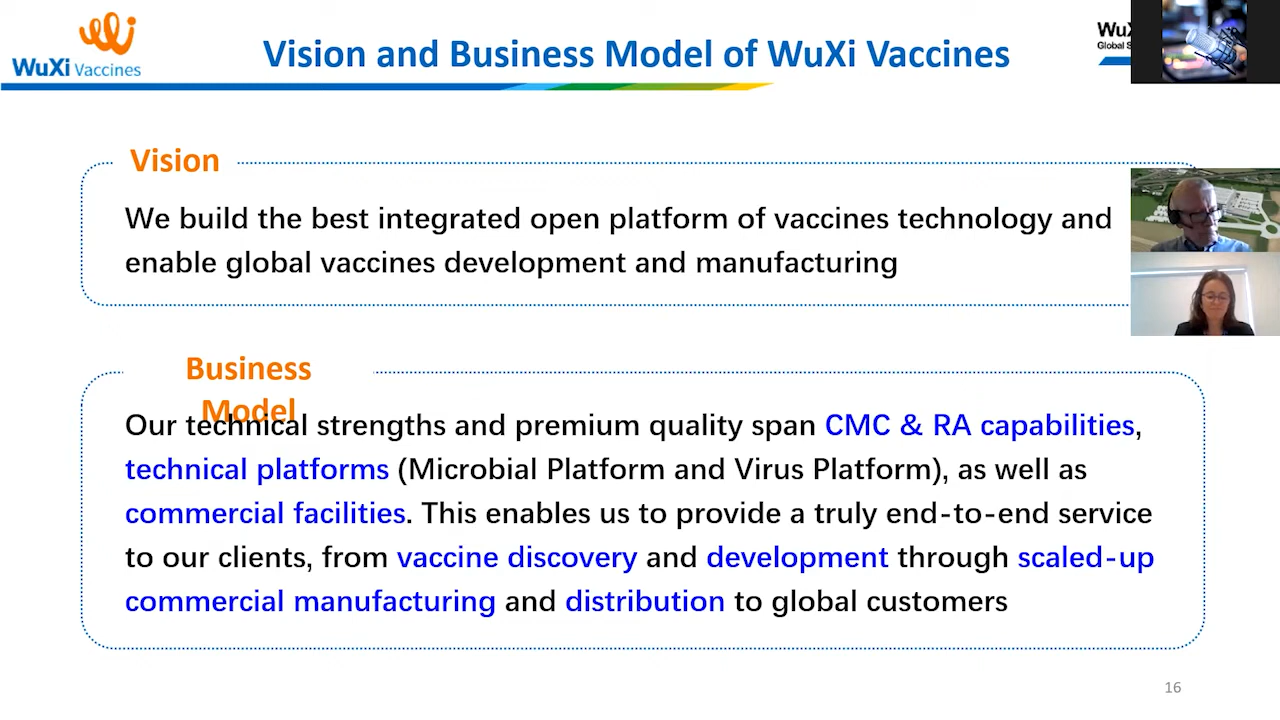 WuXi Vaccines
Vision and Business Model of WuXi Vaccines
Global
Vision
We build the best integrated open platform of vaccines technology and
enable global vaccines development and manufacturing
Business
Model
Our technical strengths and premium quality span CMC & RA capabilities,
technical platforms (Microbial Platform and Virus Platform), as well as
commercial facilities. This enables us to provide a truly end-to-end service
to our clients, from vaccine discovery and development through scaled-up
commercial manufacturing and distribution to global customers
16